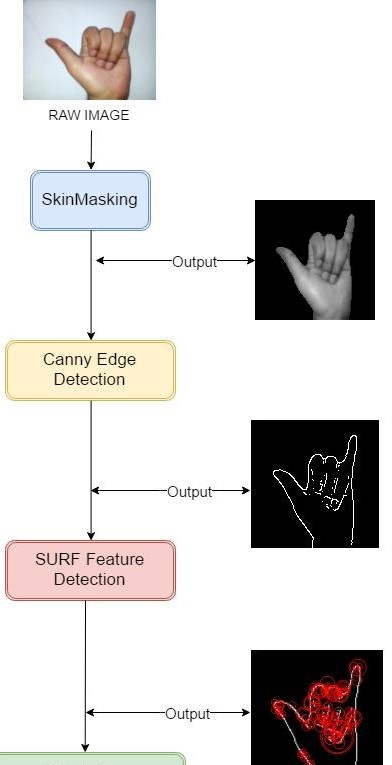 RAW IMAGE
SkinMasking
Output
Canny Edge
Detection
Output
SURF Feature
Detection
Output